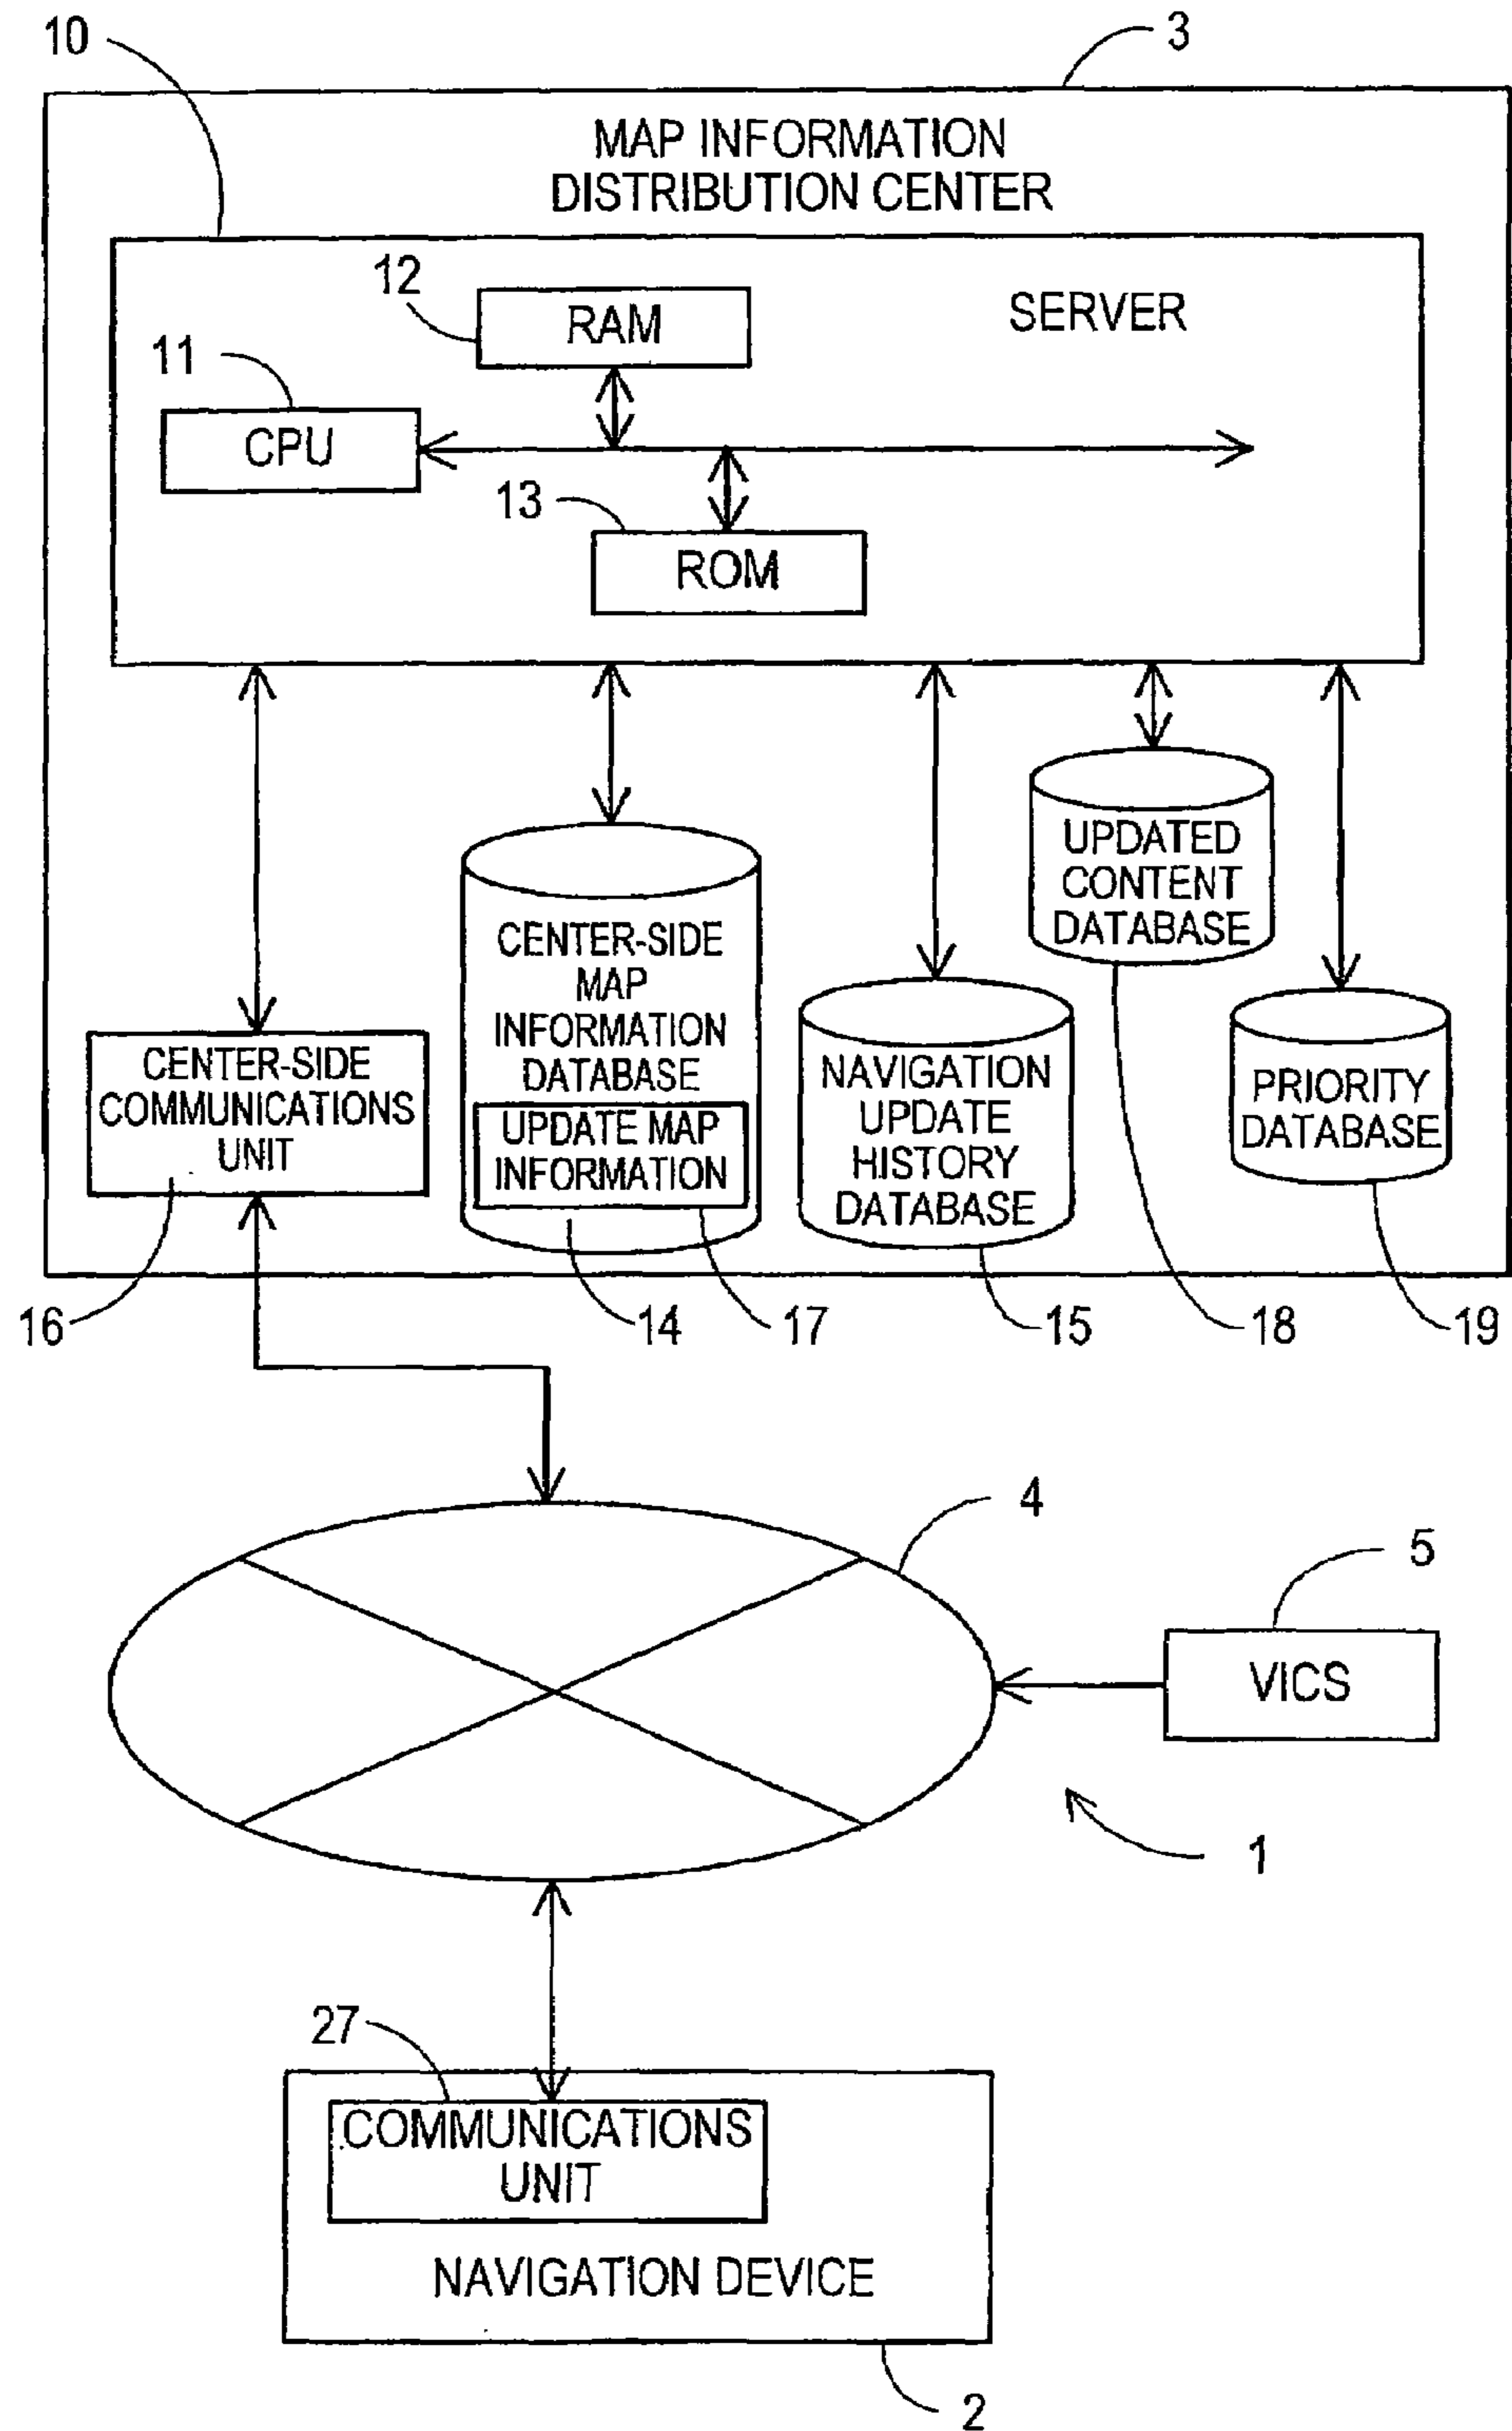 10
3
MAP INFORMATION
DISTRIBUTION CENTER
12
RAM
SERVER
11
CPU
13
ROM
UPDATED
CONTENT
DATABASE
CENTER-SIDE
MAP
INFORMATION
DATABASE
UPDATE MAP
INFORMATION
CENTER-SIDE
COMMUNICATIONS
UNIT
NAVIGATION
UPDATE
HISTORY
DATABASE
PRIORITY
DATABASE
16
14
17
15
18
19
4
5
VICS
1
27
COMMUNICATIONS
UNIT
NAVIGATION DEVICE
2